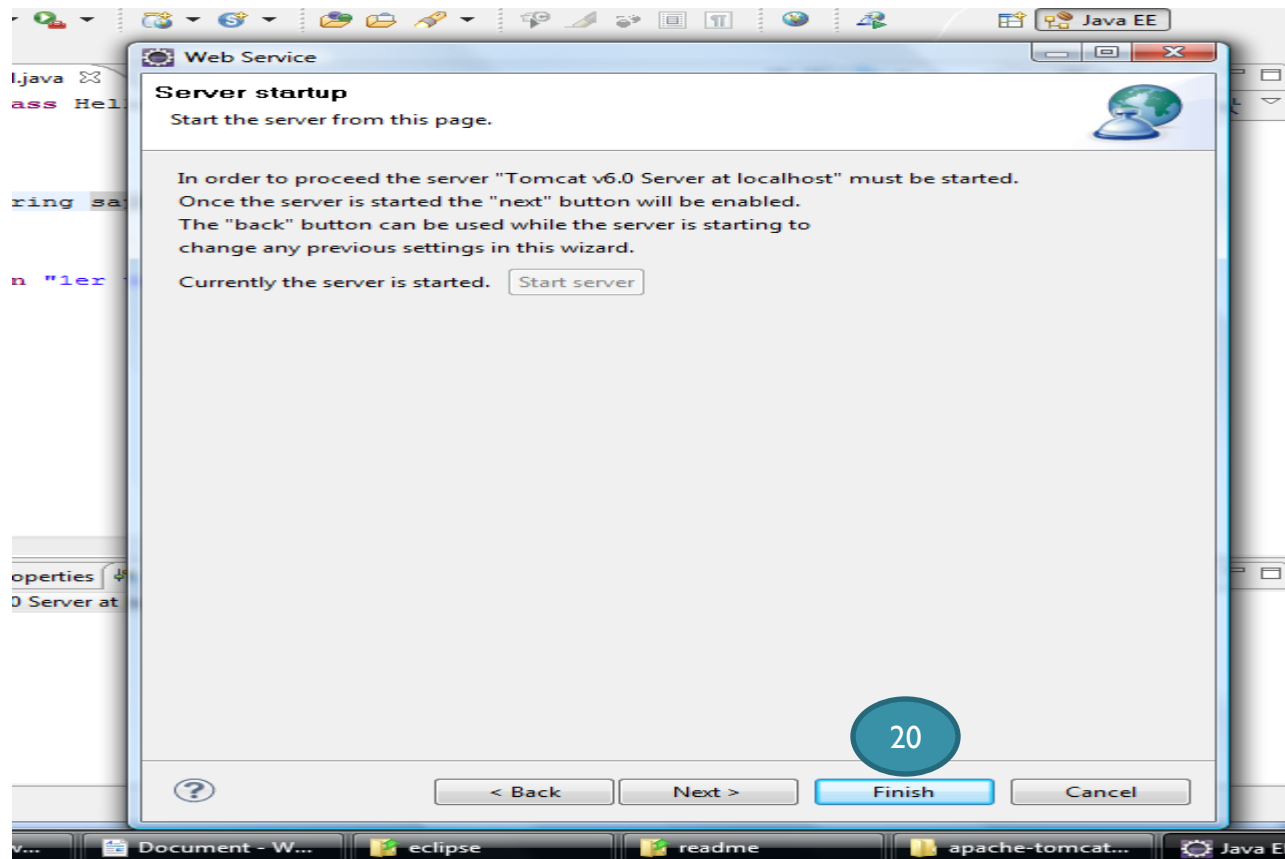 Java EE
Web Service
l.java
ass Hel
Server startup
Start the server from this page.
In order to proceed the server "Tomcat v6.0 Server at localhost" must be started.
ring sa
Once the server is started the "next" button will be enabled.
The "back" button can be used while the server is starting to
change any previous settings in this wizard.
n "1er
Currently the server is started. Start server
operties
0 Server at
20
? < Back Next > Finish Cancel
v... Document - W... eclipse readme apache-tomcat... Java E